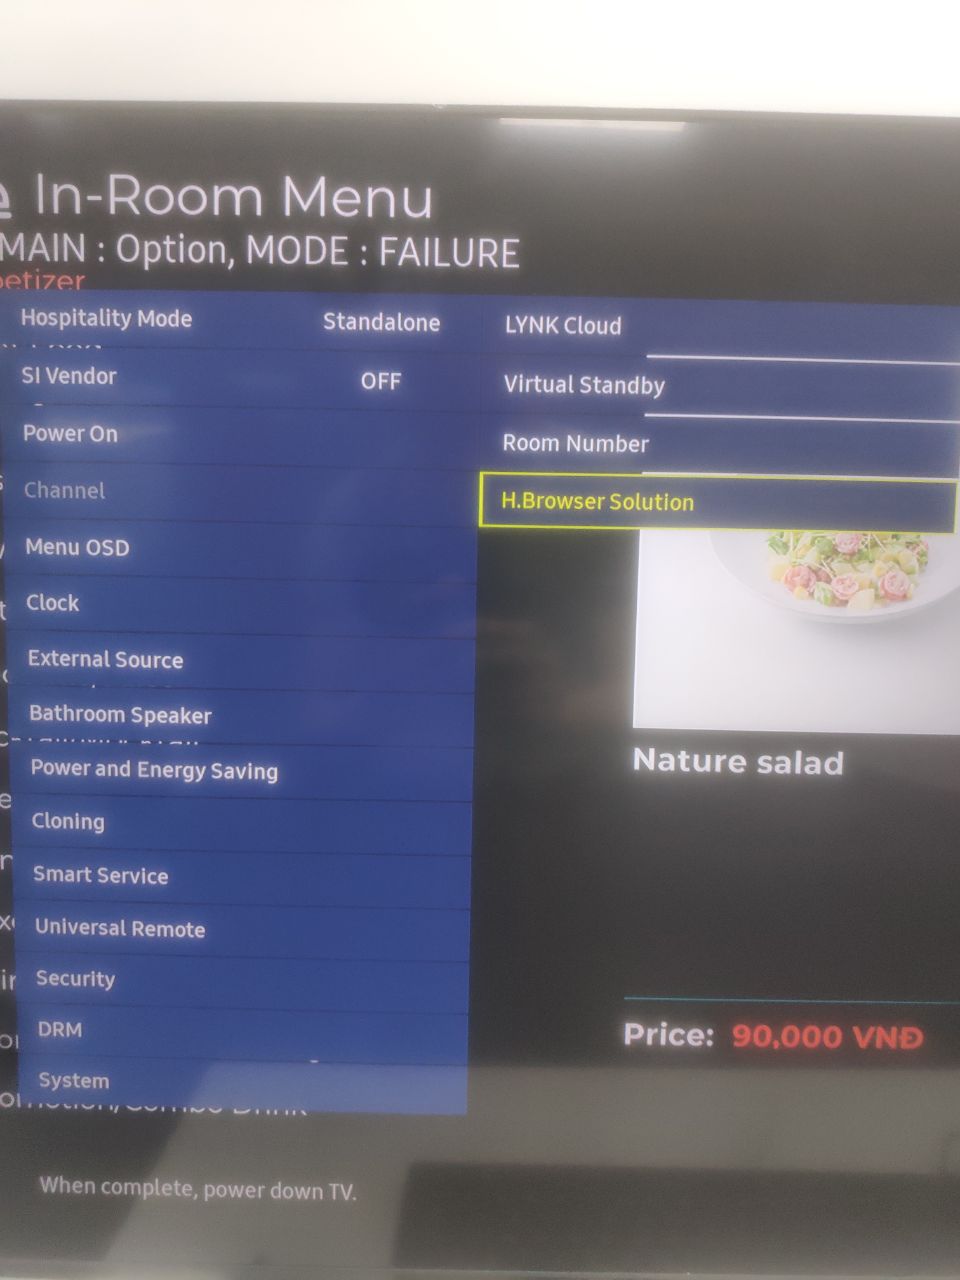 In-Room Menu
MAIN : Option, MODE : FAILURE
Hospitality Mode Standalone
SI Vendor OFF
Power On
Channel
Menu OSD
Clock
External Source
Bathroom Speaker
Power and Energy Saving
Cloning
Smart Service
Universal Remote
Security
DRM
System
LYNK Cloud
Virtual Standby
Room Number
H.Browser Solution
Nature salad
Price: 90,000 VNĐ
When complete, power down TV.